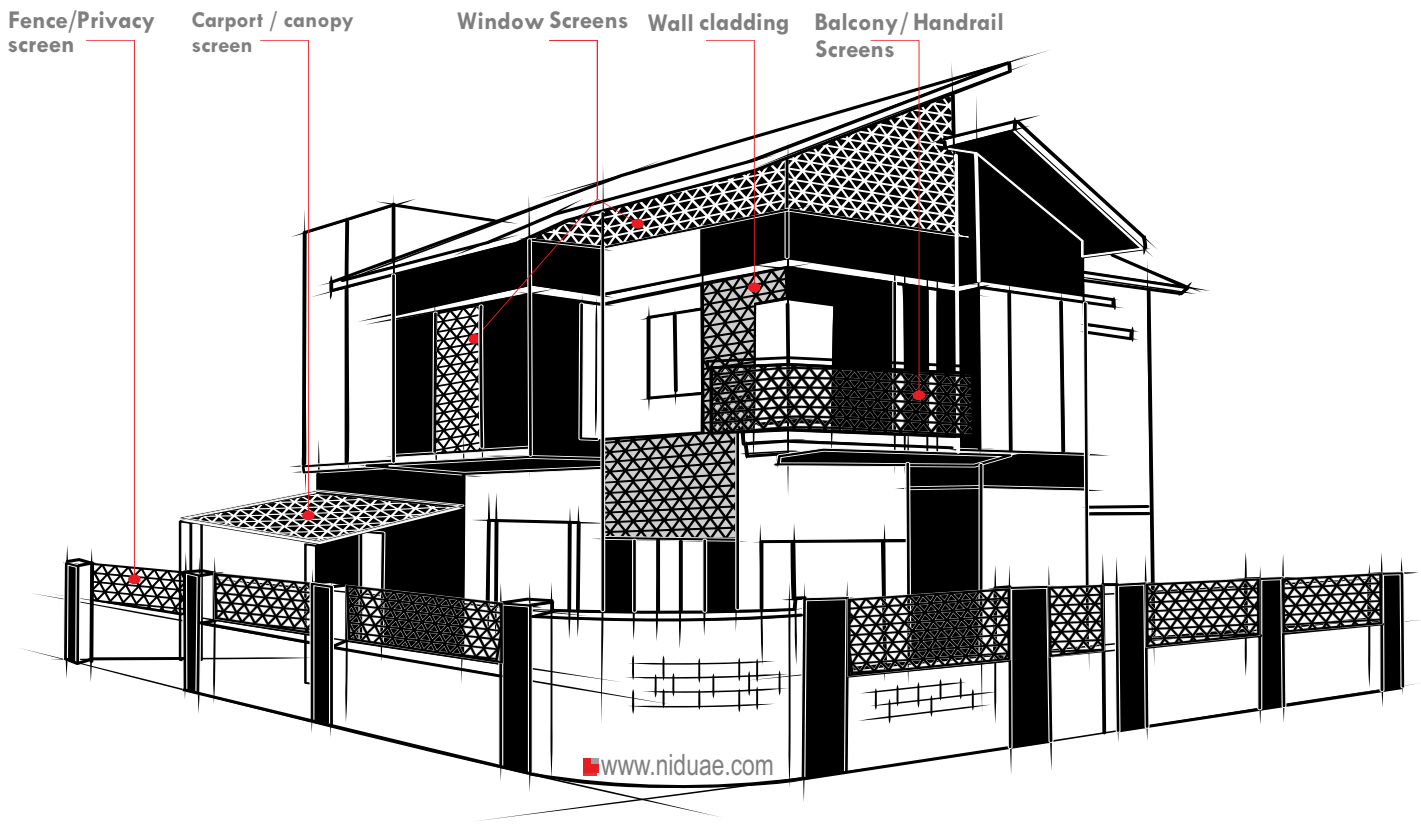 Fence/Privacy
screen
Carport / canopy
screen
Window Screens
Wall cladding
Balcony/ Handrail
Screens
www.niduae.com